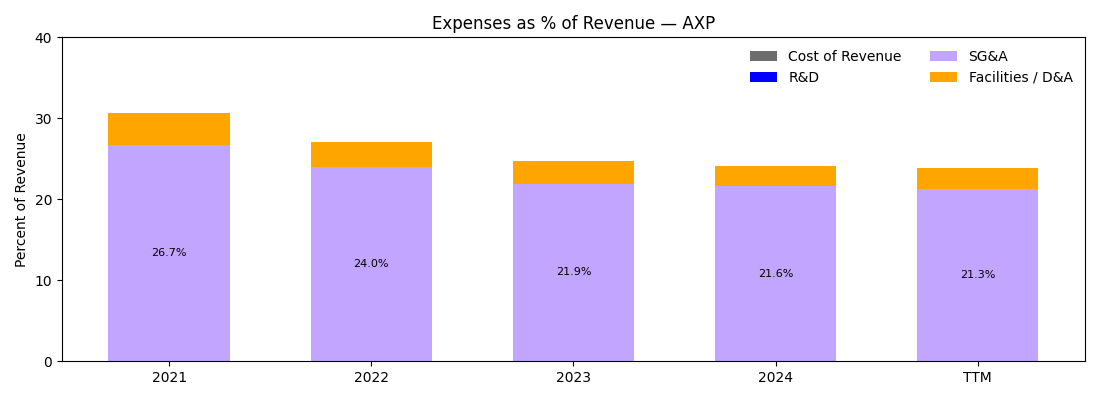 Expenses as % of Revenue — AXP
Percent of Revenue
40
30
20
10
0
Cost of Revenue
R&D
SG&A
Facilities / D&A
26.7%
24.0%
21.9%
21.6%
21.3%
2021
2022
2023
2024
TTM